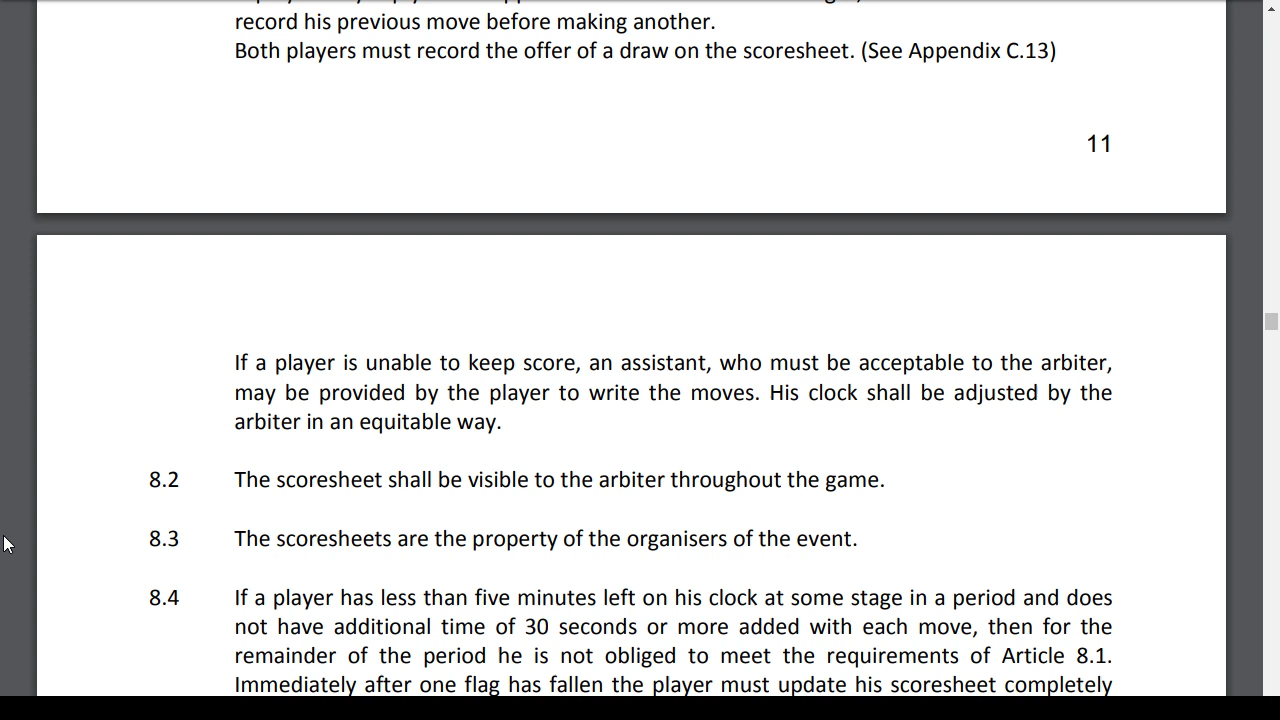 record his previous move before making another.
Both players must record the offer of a draw on the scoresheet. (See Appendix C.13)
11
If a player is unable to keep score, an assistant, who must be acceptable to the arbiter,
may be provided by the player to write the moves. His clock shall be adjusted by the
arbiter in an equitable way.
8.2 The scoresheet shall be visible to the arbiter throughout the game.
8.3 The scoresheets are the property of the organisers of the event.
8.4 If a player has less than five minutes left on his clock at some stage in a period and does
not have additional time of 30 seconds or more added with each move, then for the
remainder of the period he is not obliged to meet the requirements of Article 8.1.
Immediately after one flag has fallen the player must update his scoresheet completely